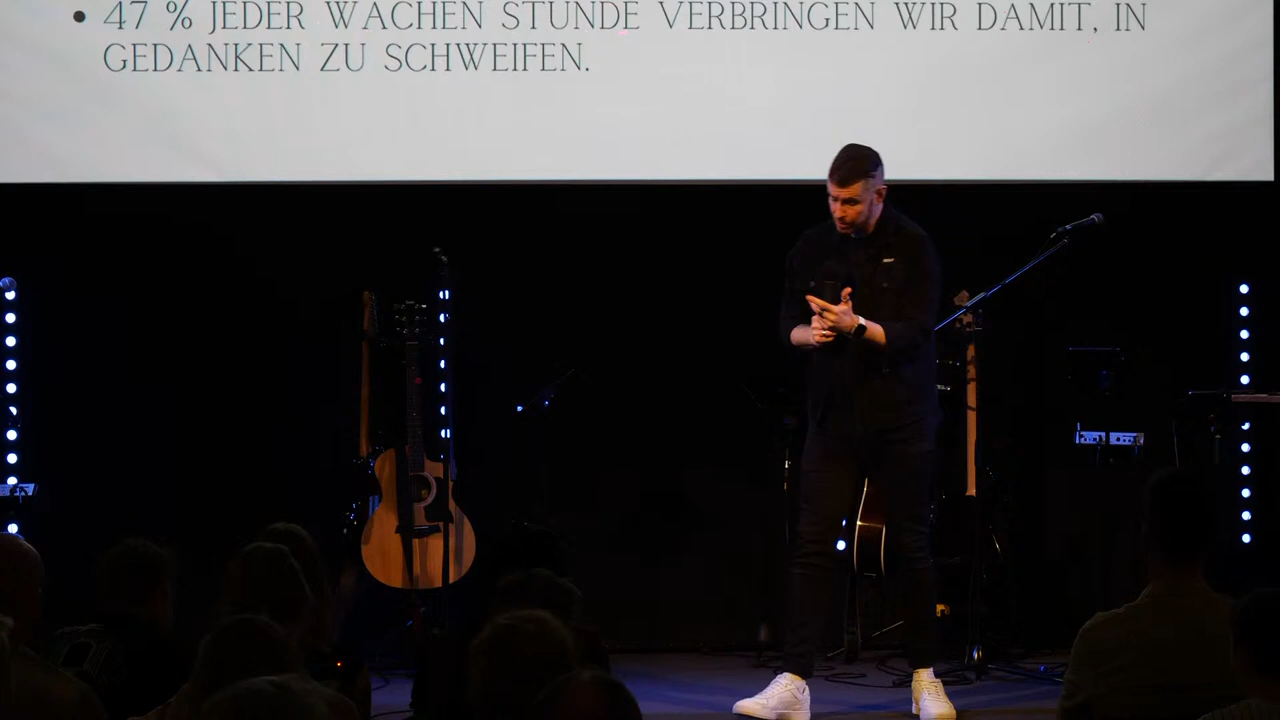 • 47 % JEDER WACHEN STUNDE VERBRINGEN WIR DAMIT, IN
GEDANKEN ZU SCHWEIFEN.